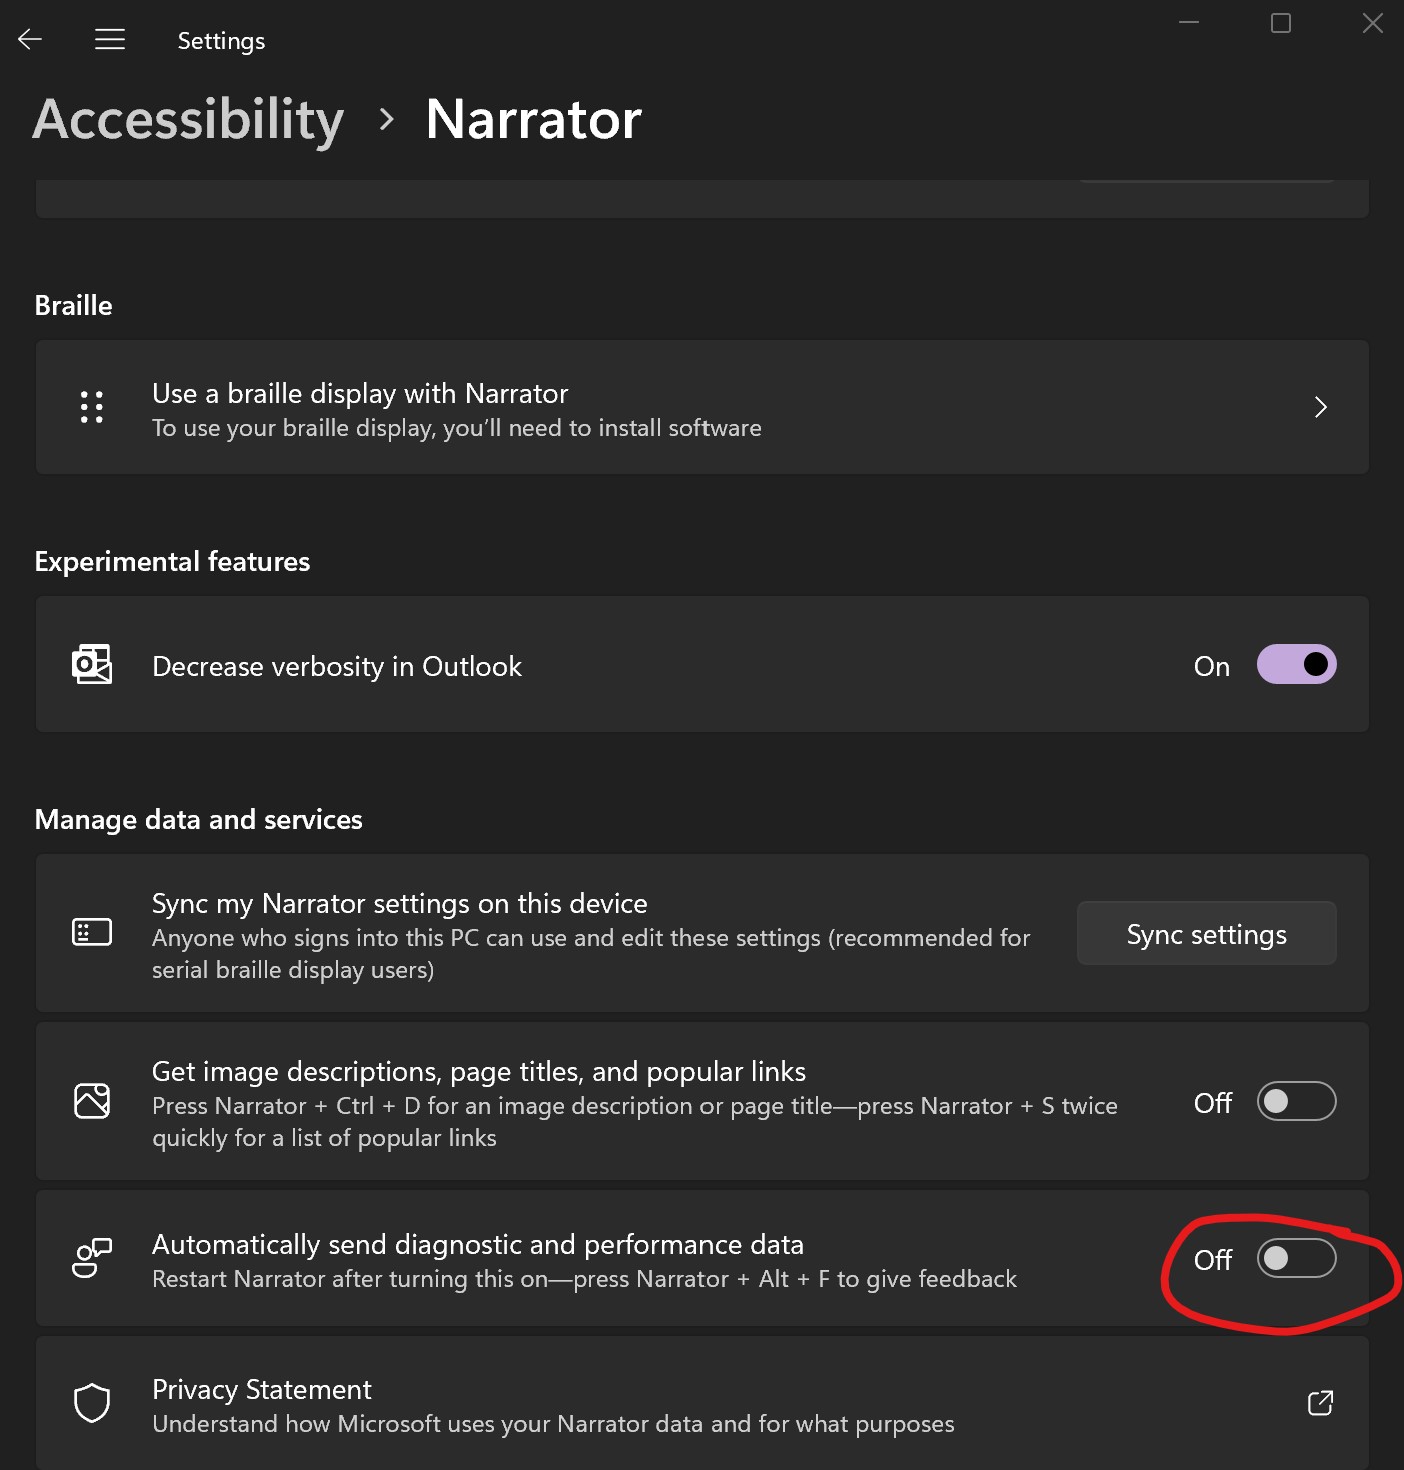 Settings
Accessibility > Narrator
Braille
Use a braille display with Narrator
To use your braille display, you’ll need to install software
Experimental features
Decrease verbosity in Outlook
On
Manage data and services
Sync my Narrator settings on this device
Anyone who signs into this PC can use and edit these settings (recommended for
serial braille display users)
Sync settings
Get image descriptions, page titles, and popular links
Press Narrator + Ctrl + D for an image description or page title—press Narrator + S twice
quickly for a list of popular links
Off
Automatically send diagnostic and performance data
Restart Narrator after turning this on—press Narrator + Alt + F to give feedback
Off
Privacy Statement
Understand how Microsoft uses your Narrator data and for what purposes